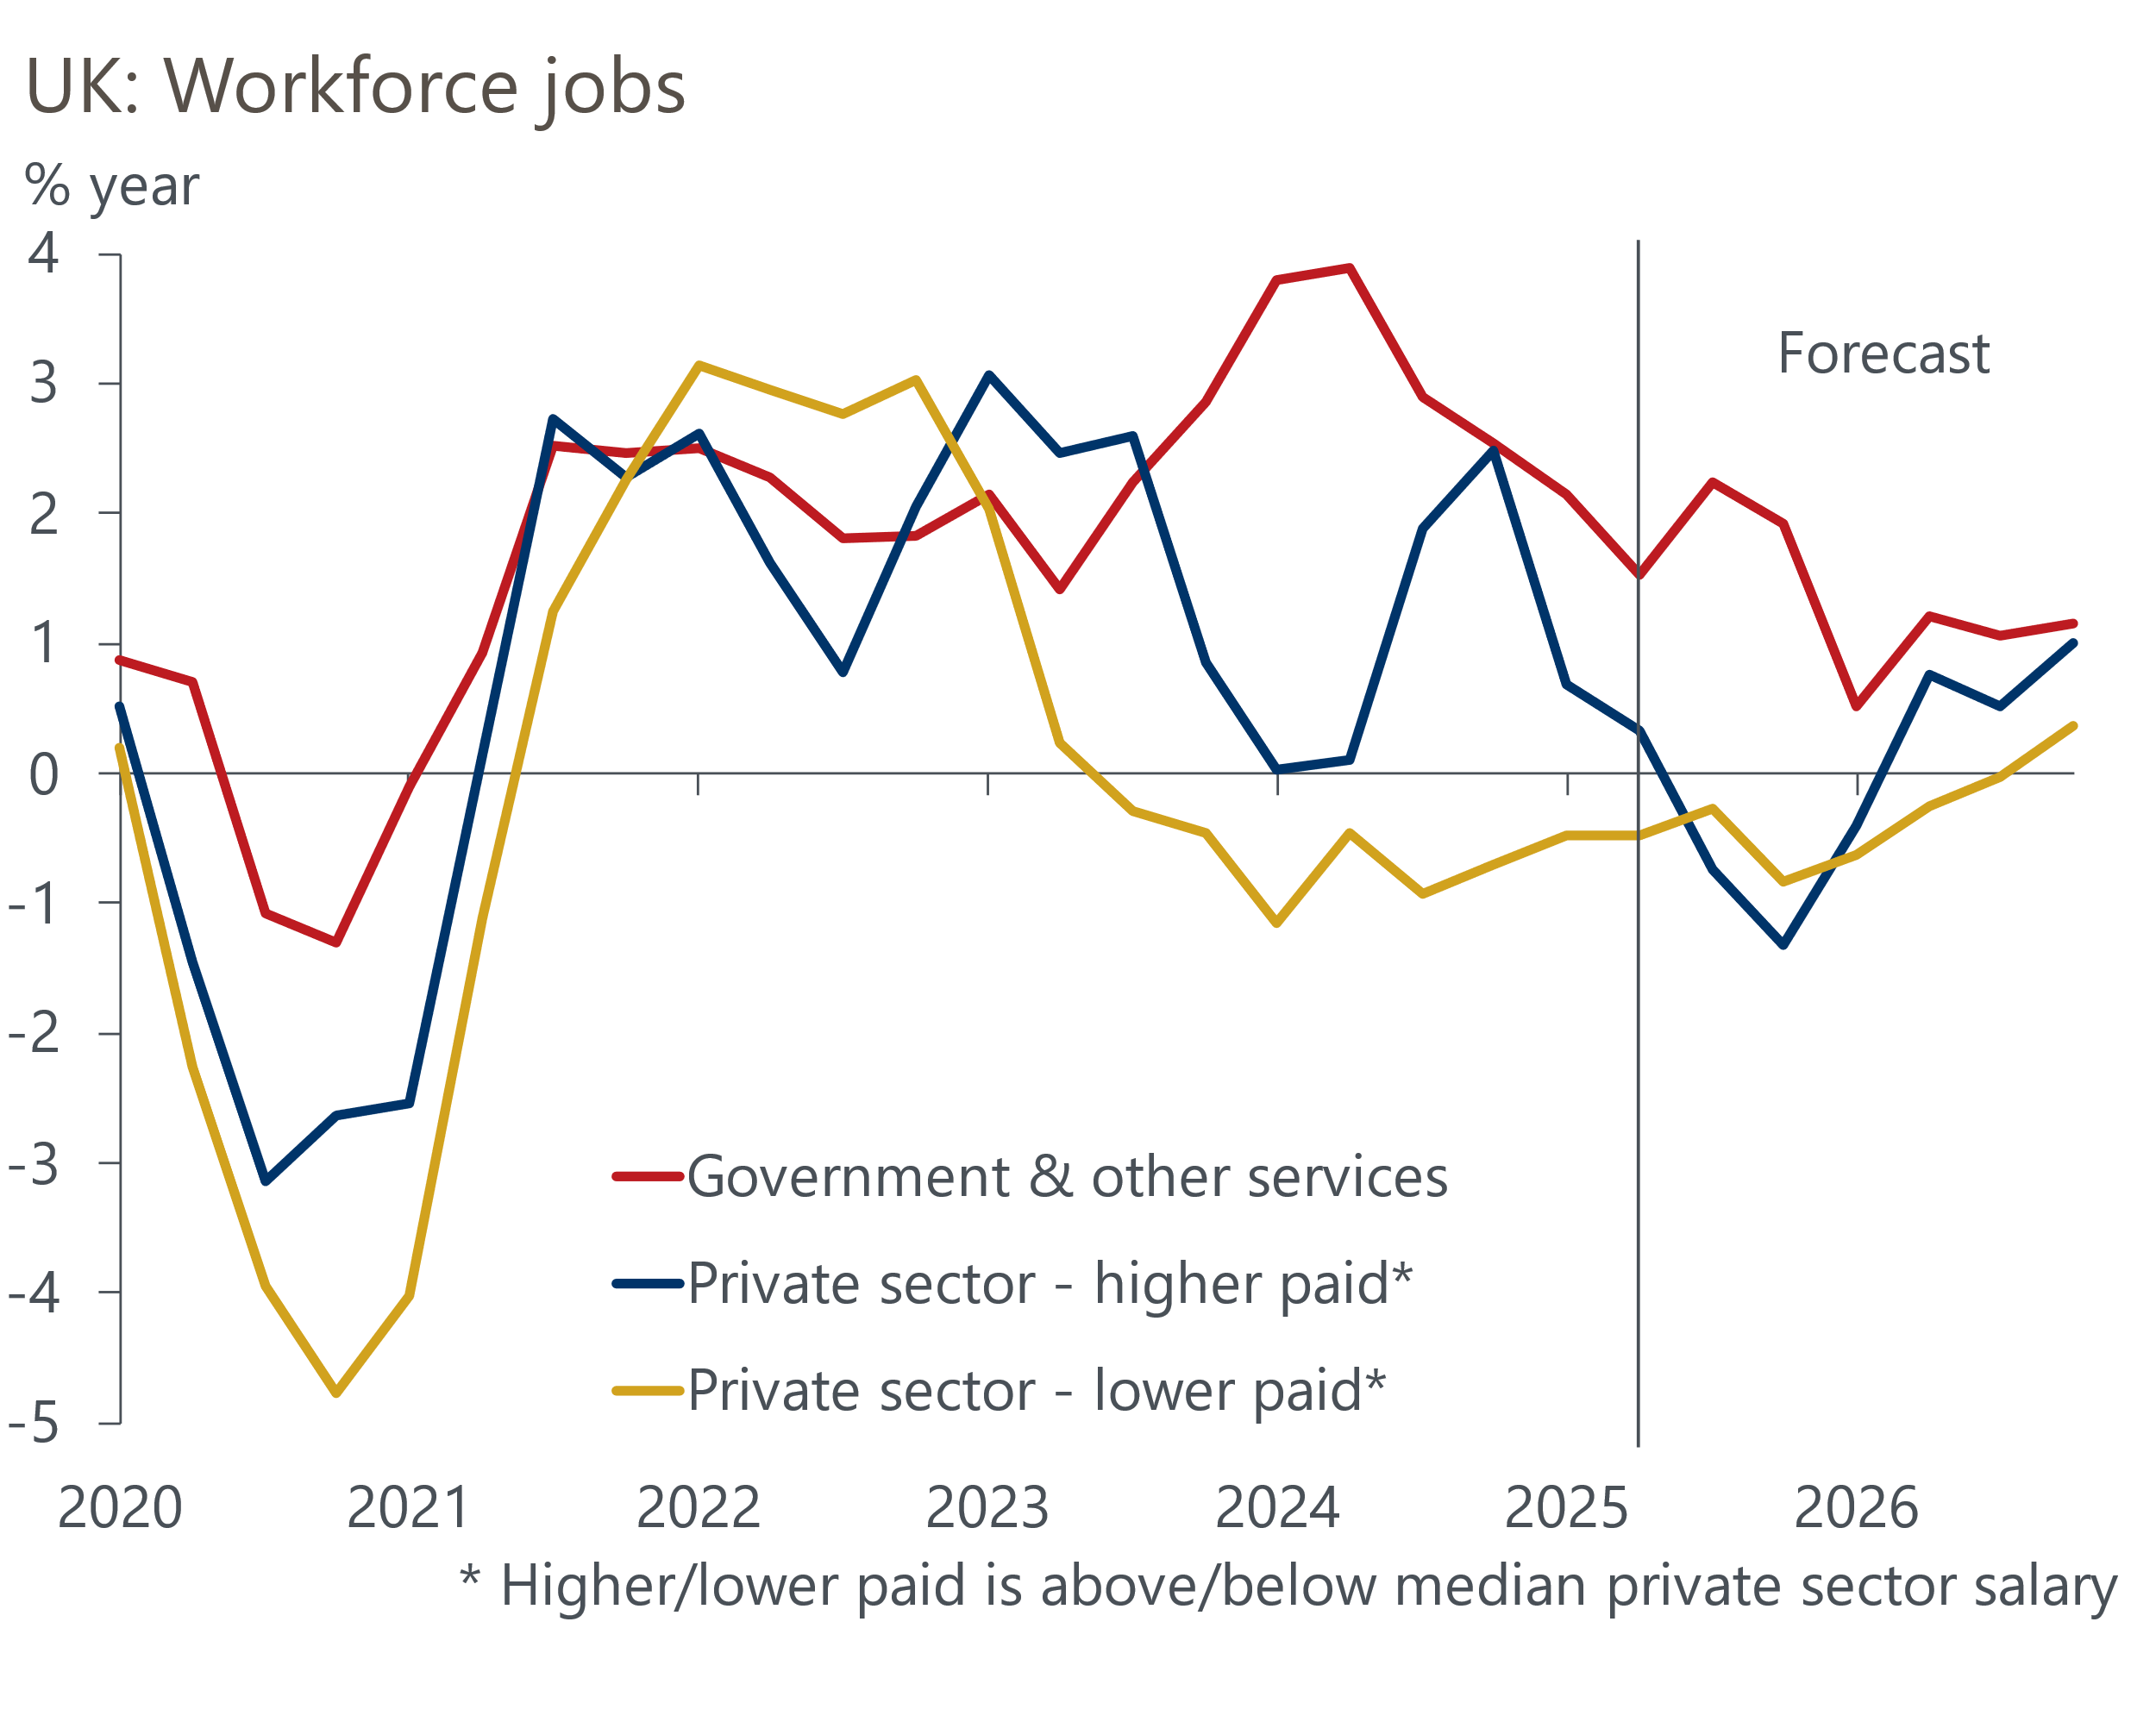 UK: Workforce jobs
% year
4
3
2
1
0
-1
-2
-3
-4
-5
Forecast
Government & other services
Private sector - higher paid*
Private sector - lower paid*
2020 2021 2022 2023 2024 2025 2026
* Higher/lower paid is above/below median private sector salary